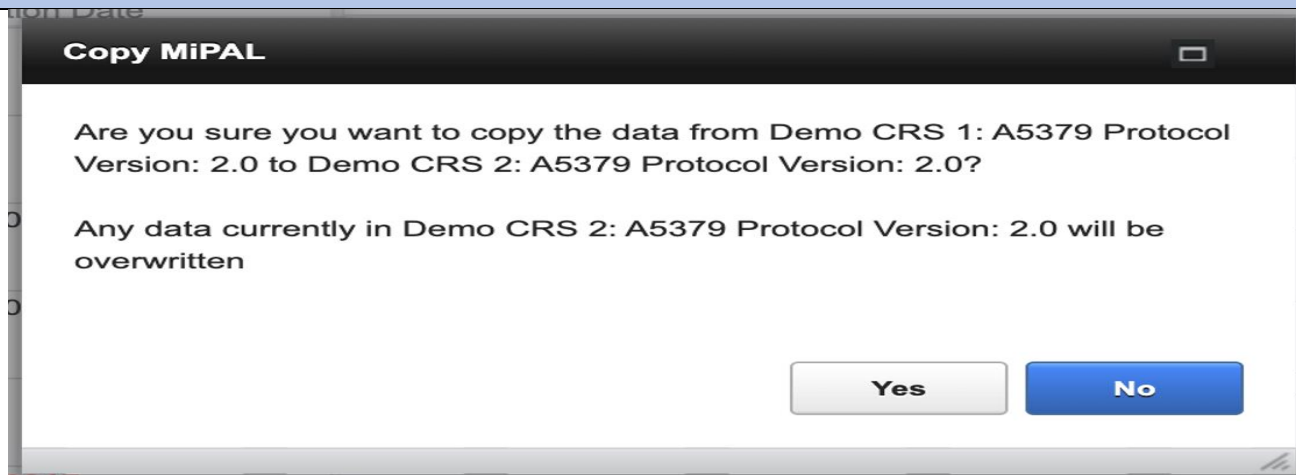 tion Date
Copy MiPAL
Are you sure you want to copy the data from Demo CRS 1: A5379 Protocol
Version: 2.0 to Demo CRS 2: A5379 Protocol Version: 2.0?
Any data currently in Demo CRS 2: A5379 Protocol Version: 2.0 will be
overwritten
Yes
No